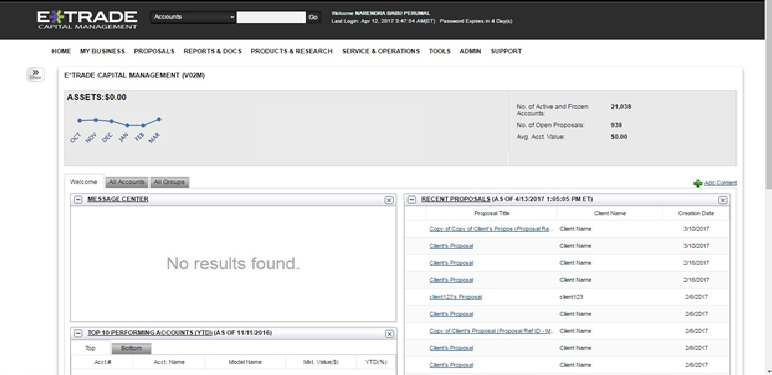 E*TRADE
CAPITAL MANAGEMENT
Accounts
Go
Welcome NARENDRA BABU PERUMAL
Last Login: Apr 12, 2017 3:47:54 AM(ET) Password Expires in 4 Day(s)
HOME MY BUSINESS PROPOSALS REPORTS & DOCS PRODUCTS & RESEARCH SERVICE & OPERATIONS TOOLS ADMIN SUPPORT
Show
E*TRADE CAPITAL MANAGEMENT (V02M)
ASSETS:$0.00
OCT NOV DEC JAN FEB MAR
No. of Active and Frozen Accounts: 21,038
No. of Open Proposals: 938
Avg. Acct. Value: $0.00
Welcome All Accounts All Groups
Add Content
MESSAGE CENTER
No results found.
TOP 10 PERFORMING ACCOUNTS (YTD) (AS OF 11/11/2016)
Top Bottom
Acct# Acct. Name Model Name Mkt. Value($) YTD(%)
RECENT PROPOSALS (AS OF 4/13/2017 1:05:05 PM ET)
Proposal Title Client Name Creation Date
Copy of Copy of Client's Propos (Proposal Re... Client Name 3/10/2017
Client's Proposal Client Name 3/10/2017
Client's Proposal Client Name 2/16/2017
Client's Proposal Client Name 2/16/2017
client123's Proposal client123 2/6/2017
Client's Proposal Client Name 2/6/2017
Copy of Client's Proposal (Proposal Ref ID - M... Client Name 2/6/2017
Client's Proposal Client Name 2/6/2017
Client's Proposal Client Name 2/6/2017